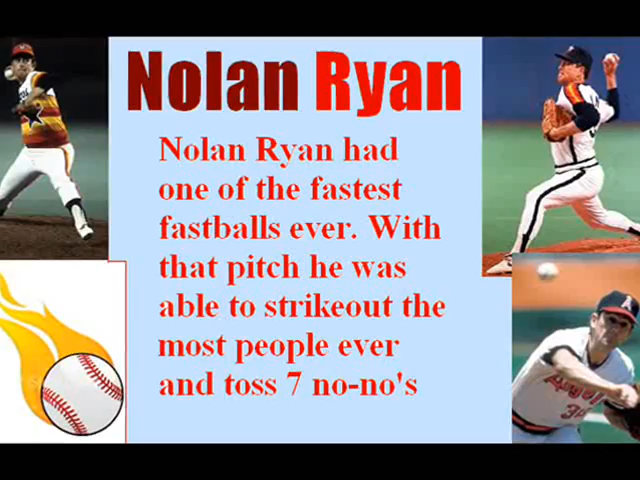 Nolan Ryan
Nolan Ryan had
one of the fastest
fastballs ever. With
that pitch he was
able to strikeout the
most people ever
and toss 7 no-no's